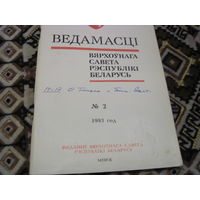 ВЕДАМАСЦІ
ВЯРХОЎНАГА
САВЕТА
РЭСПУБЛІКІ
БЕЛАРУСЬ
№ 2
1993 год
ВЫДАННЕ ВЯРХОЎНАГА САВЕТА
РЭСПУБЛІКІ БЕЛАРУСЬ
МІНСК